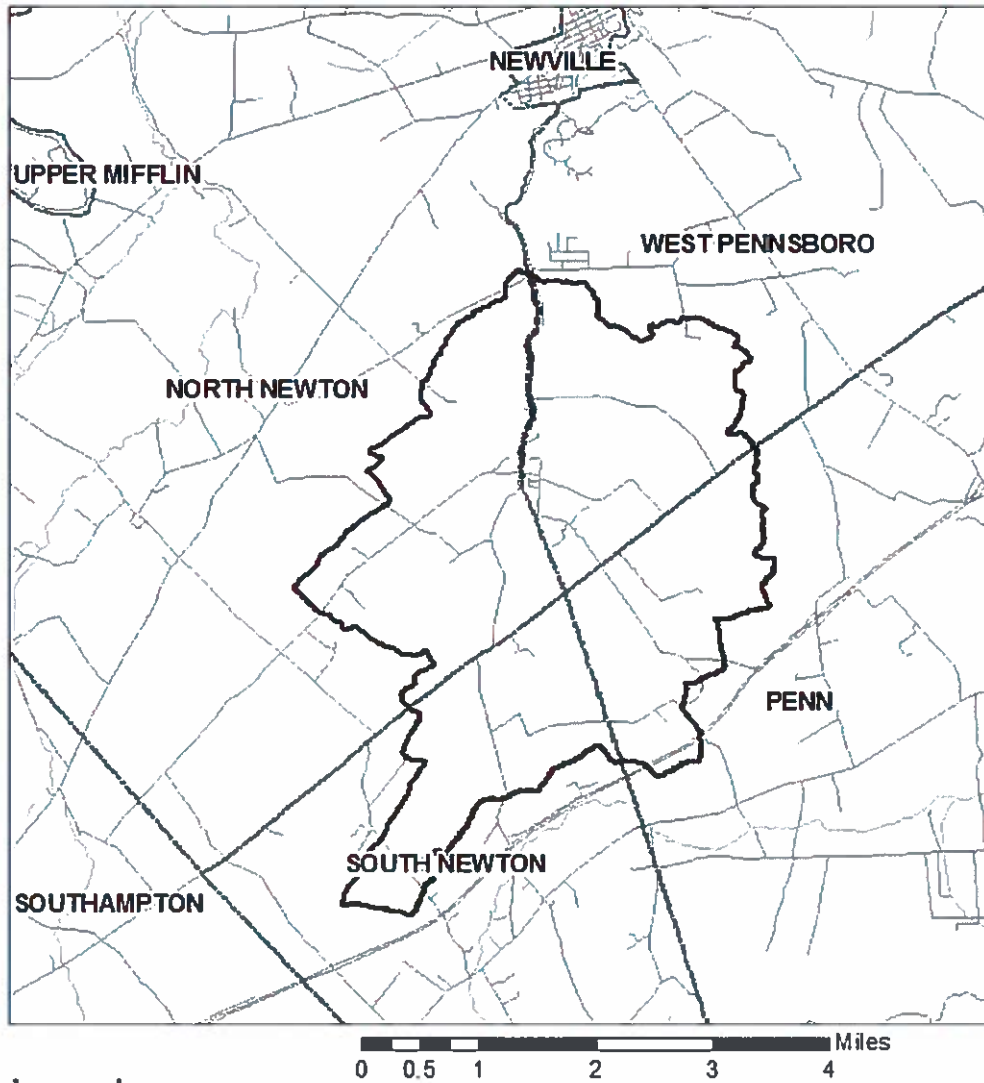 NEWVILLE
UPPER MIFFLIN
WEST PENNSBORO
NORTH NEWTON
PENN
SOUTH NEWTON
SOUTHAMPTON
Miles
0 0.5 1 2 3 4